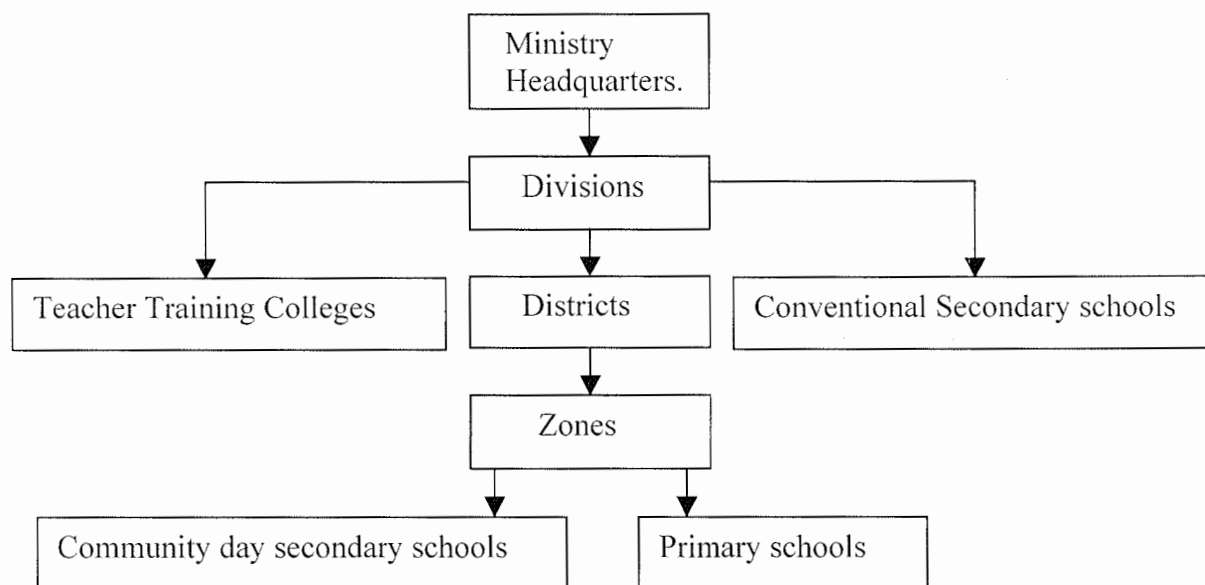 Ministry
Headquarters.
Divisions
Teacher Training Colleges
Districts
Conventional Secondary schools
Zones
Community day secondary schools
Primary schools